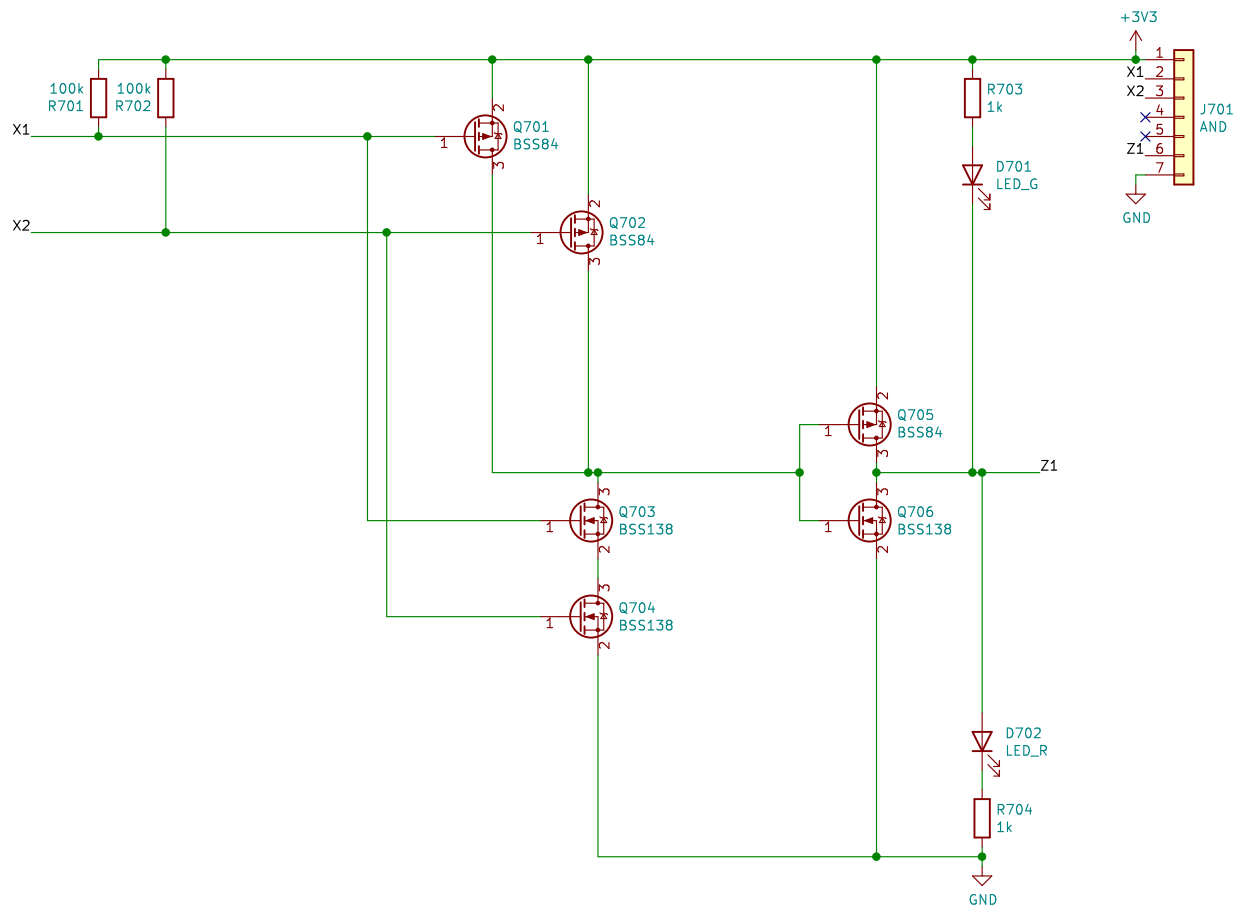 +3V3
100k
R701
100k
R702
X1
1
2
3
Q701
BSS84
R703
1k
D701
LED_G
X1
X2
Z1
1
2
3
4
5
6
7
J701
AND
GND
X2
1
2
3
Q702
BSS84
1
2
3
Q705
BSS84
Z1
3
1
2
Q703
BSS138
3
1
2
Q706
BSS138
3
1
2
Q704
BSS138
D702
LED_R
R704
1k
GND